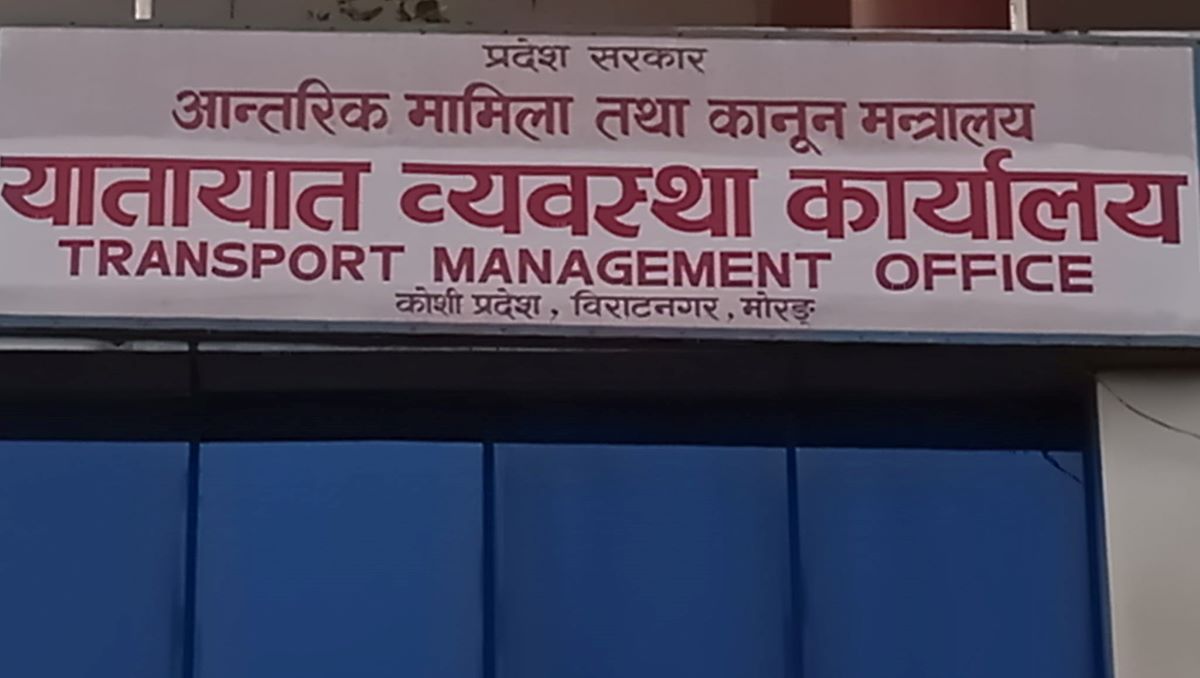 प्रदेश सरकार
आन्तरिक मामिला तथा कानून मन्त्रालय
यातायात व्यवस्था कार्यालय
TRANSPORT MANAGEMENT OFFICE
कोशी प्रदेश, विराटनगर, मोरङ्